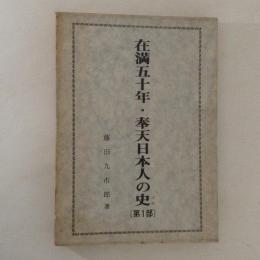 在満五十年・奉天日本人の史
〔第1部〕
藤田九市郎著